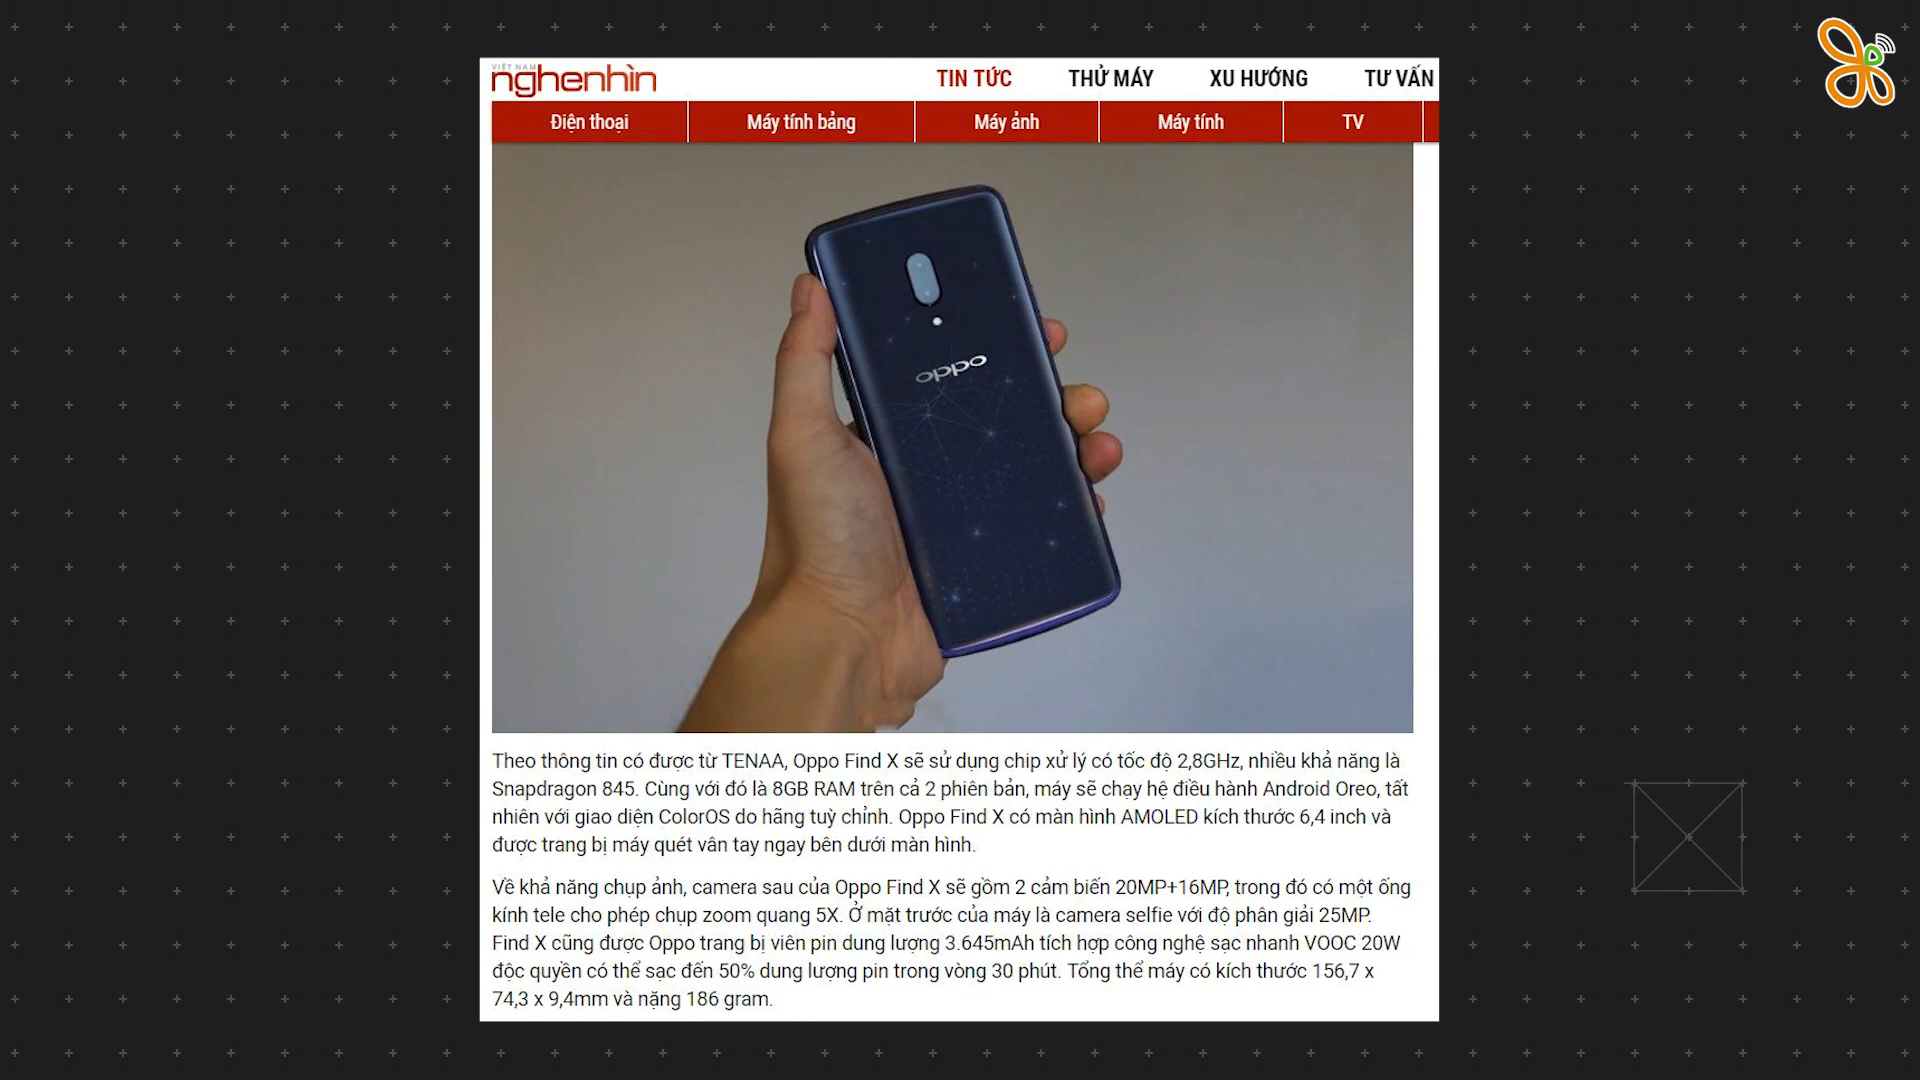 VIỆT NAM
nghenhìn
TIN TỨC THỬ MÁY XU HƯỚNG TƯ VẤN
Điện thoại Máy tính bảng Máy ảnh Máy tính TV
oppo
Theo thông tin có được từ TENAA, Oppo Find X sẽ sử dụng chip xử lý có tốc độ 2,8GHz, nhiều khả năng là
Snapdragon 845. Cùng với đó là 8GB RAM trên cả 2 phiên bản, máy sẽ chạy hệ điều hành Android Oreo, tất
nhiên với giao diện ColorOS do hãng tuỳ chỉnh. Oppo Find X có màn hình AMOLED kích thước 6,4 inch và
được trang bị máy quét vân tay ngay bên dưới màn hình.
Về khả năng chụp ảnh, camera sau của Oppo Find X sẽ gồm 2 cảm biến 20MP+16MP, trong đó có một ống
kính tele cho phép chụp zoom quang 5X. Ở mặt trước của máy là camera selfie với độ phân giải 25MP.
Find X cũng được Oppo trang bị viên pin dung lượng 3.645mAh tích hợp công nghệ sạc nhanh VOOC 20W
độc quyền có thể sạc đến 50% dung lượng pin trong vòng 30 phút. Tổng thể máy có kích thước 156,7 x
74,3 x 9,4mm và nặng 186 gram.